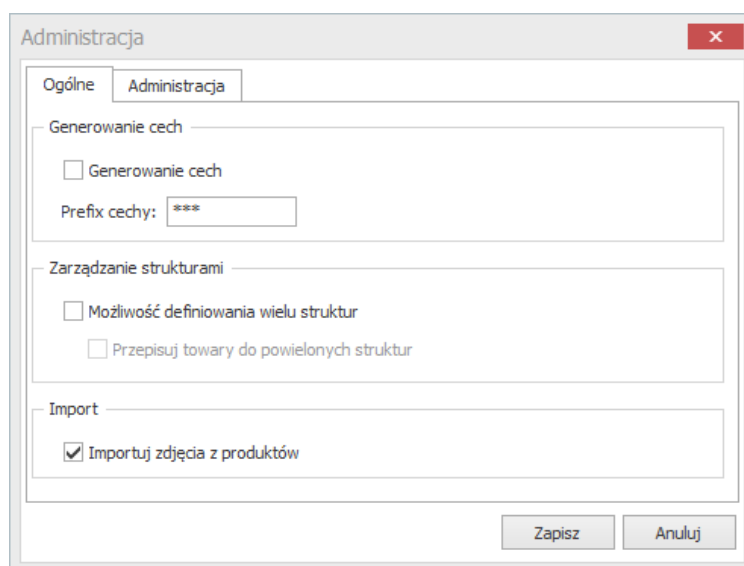 Administracja
Ogólne Administracja
Generowanie cech
Generowanie cech
Prefix cechy: ***
Zarządzanie strukturami
Możliwość definiowania wielu struktur
Przepisuj towary do powielonych struktur
Import
Importuj zdjęcia z produktów
Zapisz Anuluj